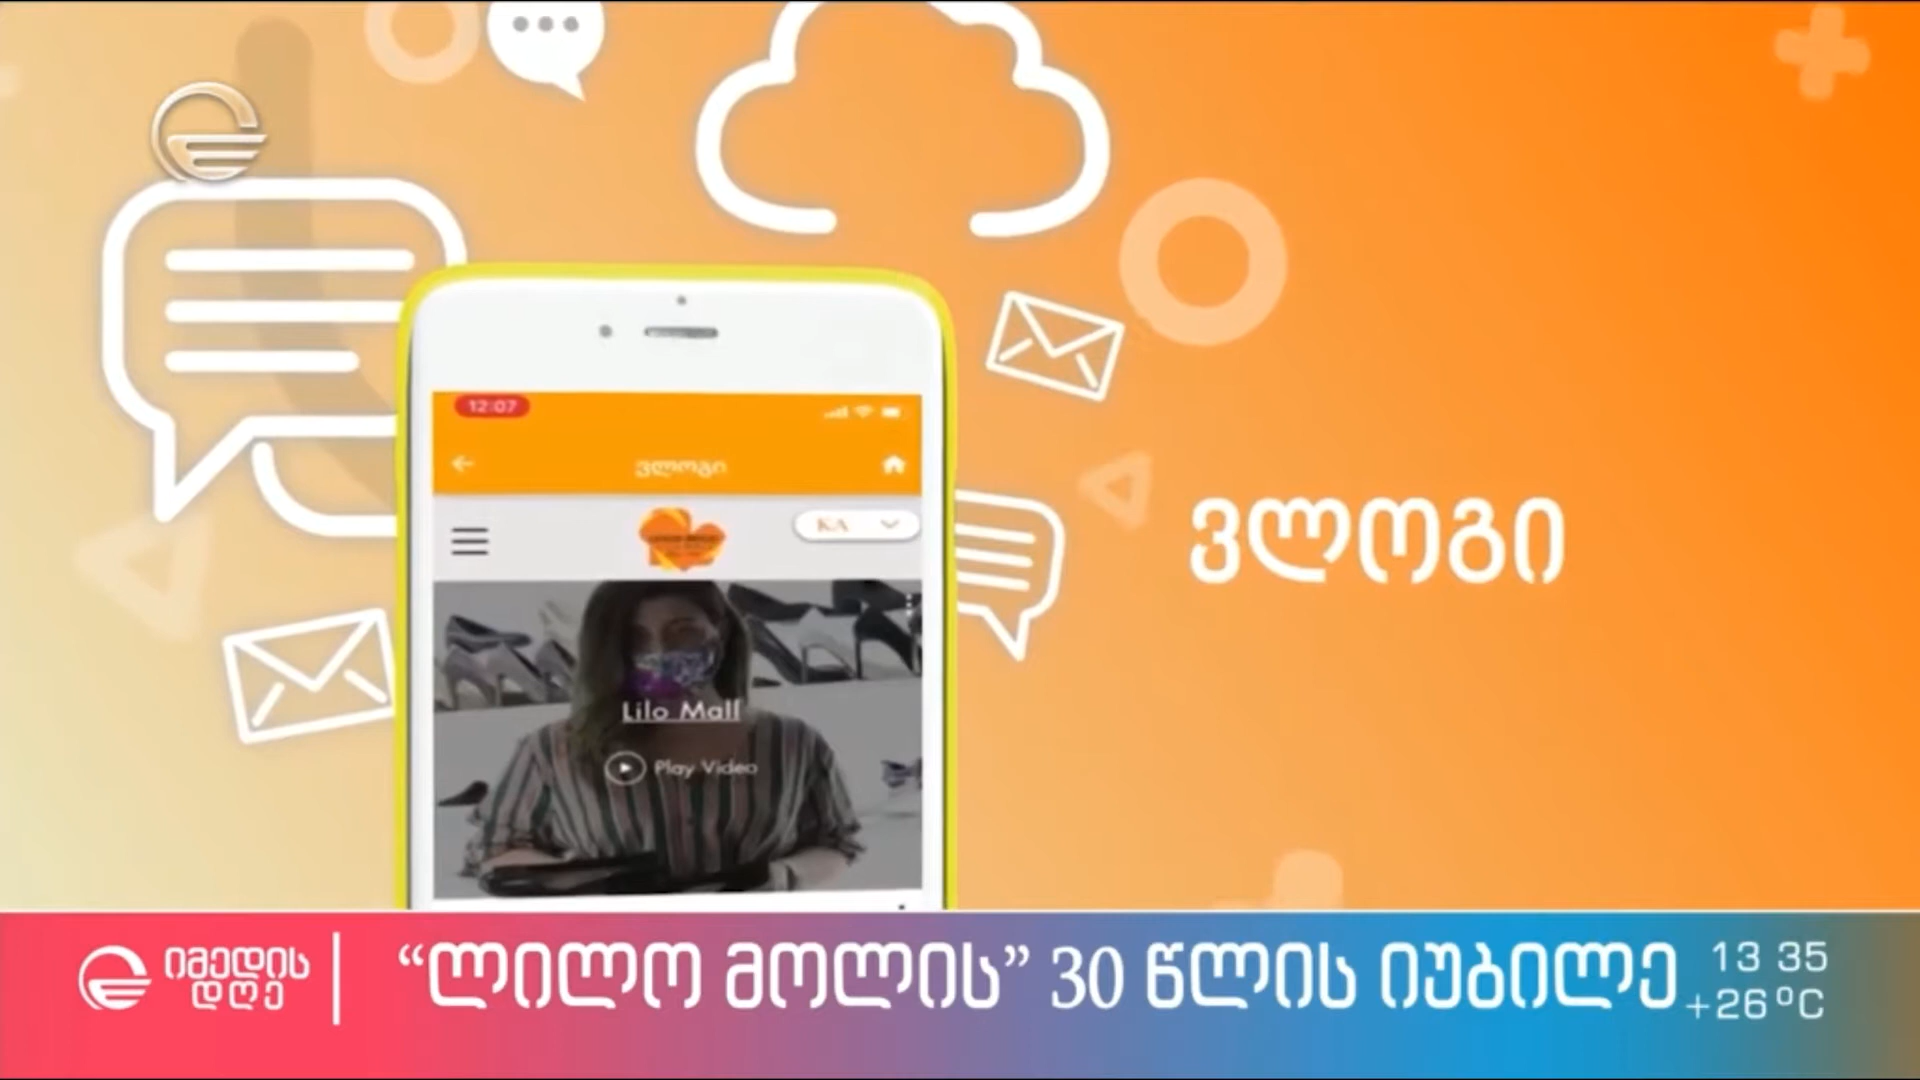 12:07
ვლოგი
KA
Lilo Mall
Play Video
ვლოგი
იმედის
დღე
“ლილო მოლის” 30 წლის იუბილე
13 35
+26°C